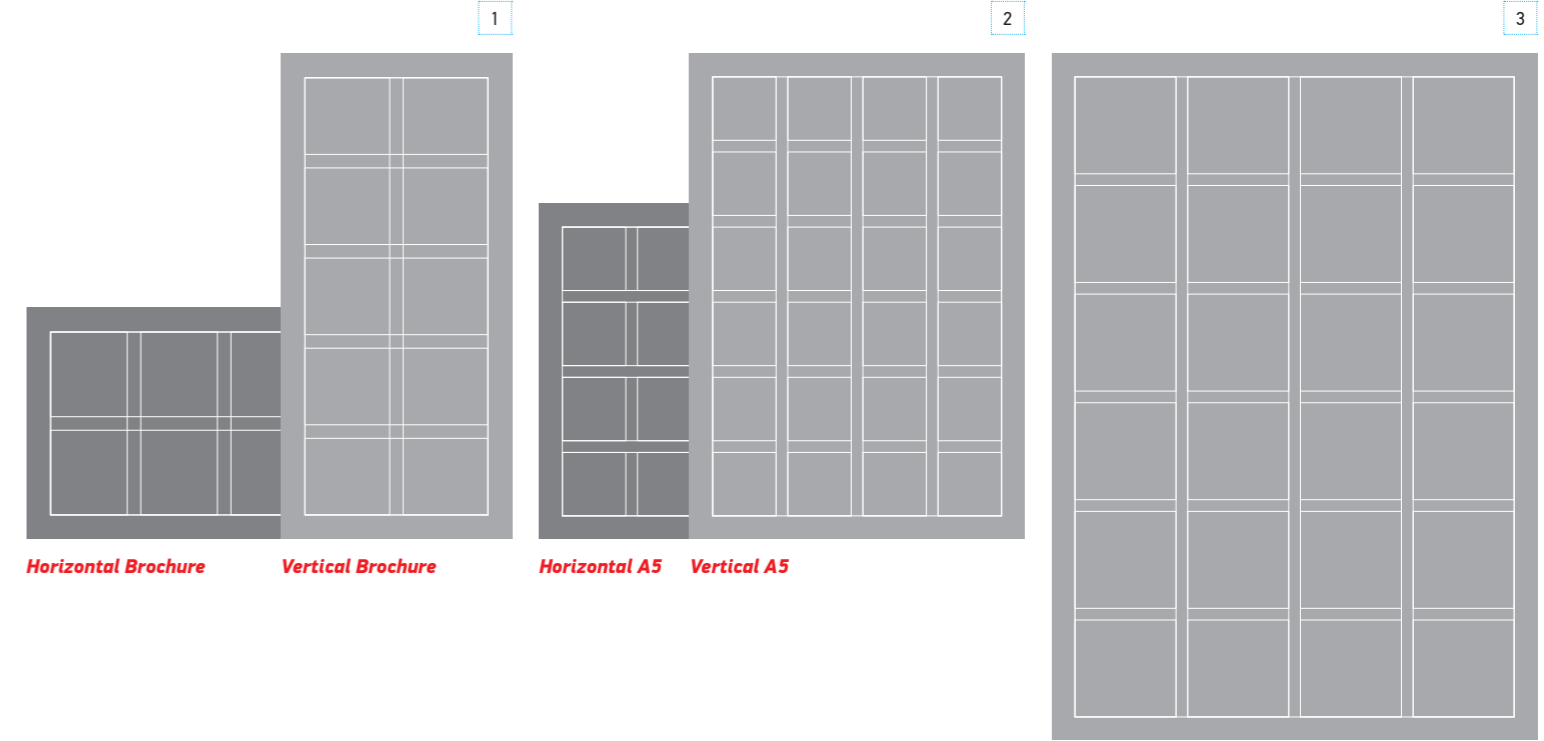 1
2
3
Horizontal Brochure
Vertical Brochure
Horizontal A5
Vertical A5